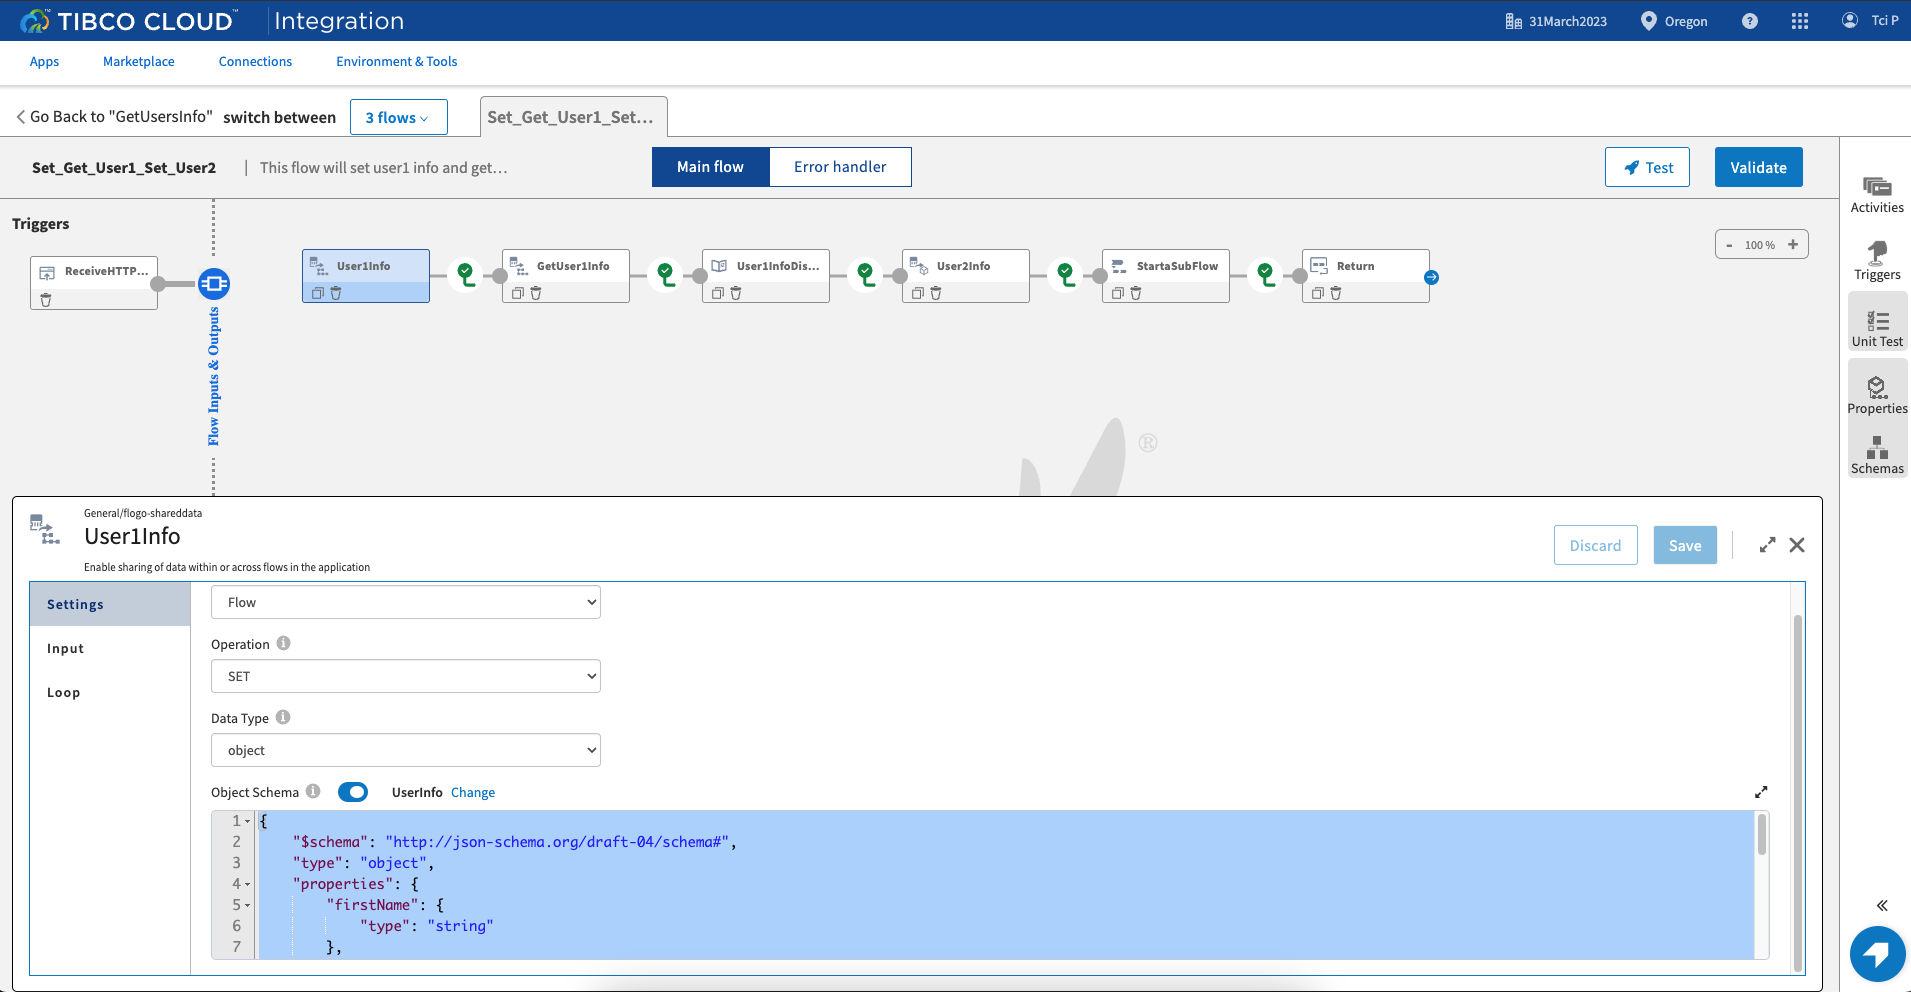 TIBCO CLOUD™ Integration
31March2023
Oregon
?
Tci P
Apps
Marketplace
Connections
Environment & Tools
Go Back to "GetUsersInfo"
switch between
3 flows
Set_Get_User1_Set...
Set_Get_User1_Set_User2
This flow will set user1 info and get...
Main flow
Error handler
Test
Validate
Activities
Triggers
Unit Test
Properties
Schemas
Triggers
- 100 % +
ReceiveHTTP...
Flow Inputs & Outputs
User1Info
GetUser1Info
User1InfoDis...
User2Info
StartaSubFlow
Return
®
General/flogo-shareddata
User1Info
Enable sharing of data within or across flows in the application
Discard
Save
Settings
Input
Loop
Flow
Operation
SET
Data Type
object
Object Schema
UserInfo
Change
1 {
2 "$schema": "http://json-schema.org/draft-04/schema#",
3 "type": "object",
4 "properties": {
5 "firstName": {
6 "type": "string"
7 },